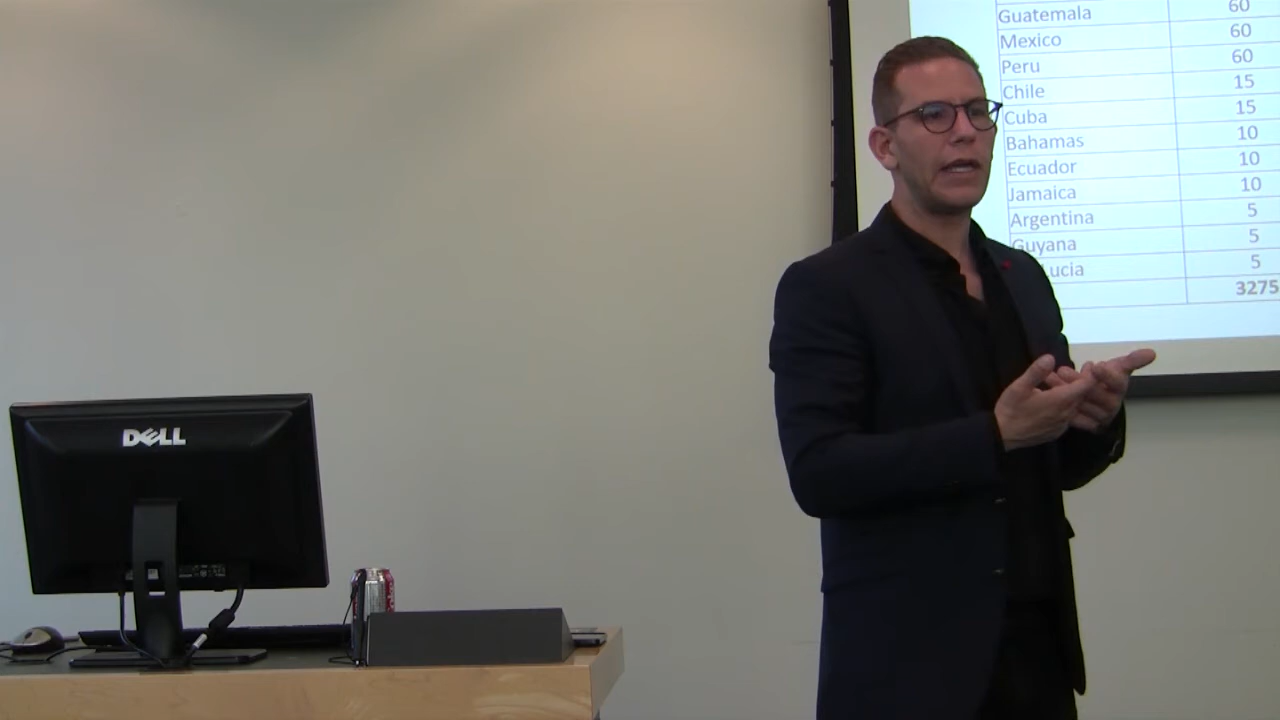 Guatemala 60
Mexico 60
Peru 60
Chile 15
Cuba 15
Bahamas 10
Ecuador 10
Jamaica 10
Argentina 5
Guyana 5
ucia 5
3275
DELL